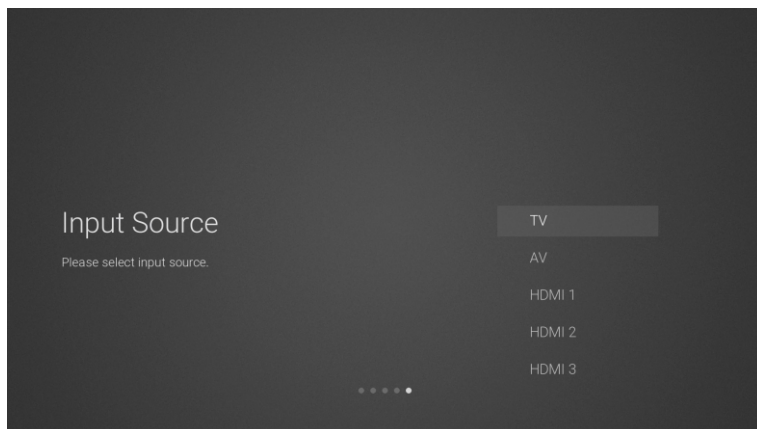 Input Source
Please select input source.
TV
AV
HDMI 1
HDMI 2
HDMI 3